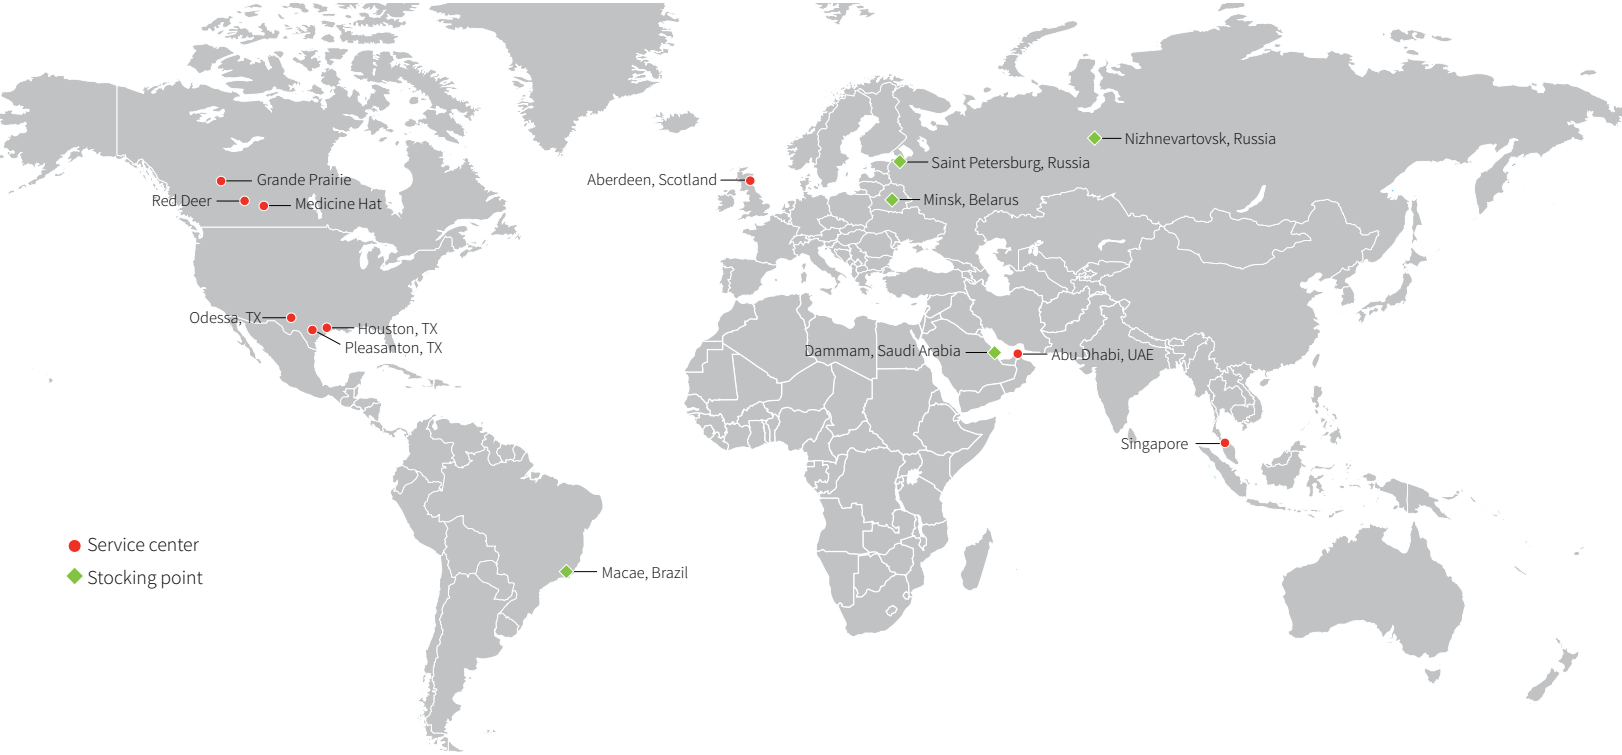 Nizhnevartovsk, Russia
Saint Petersburg, Russia
Grande Prairie
Aberdeen, Scotland
Red Deer
Medicine Hat
Minsk, Belarus
Odessa, TX
Houston, TX
Pleasanton, TX
Dammam, Saudi Arabia
Abu Dhabi, UAE
Singapore
Service center
Stocking point
Macae, Brazil